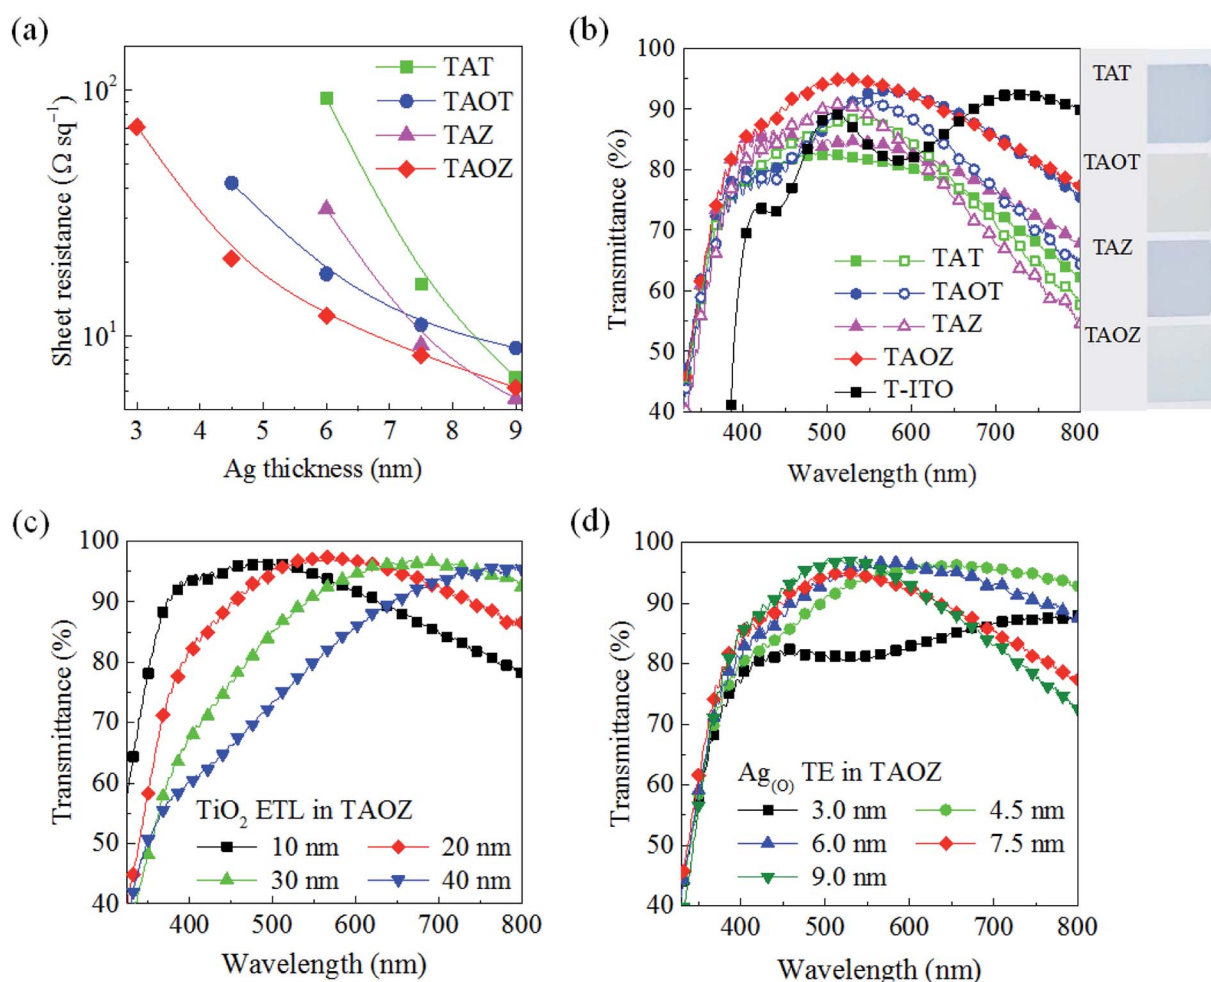 (a)
Sheet resistance (Ω sq⁻¹)
10²
10¹
TAT
TAOT
TAZ
TAOZ
3 4 5 6 7 8 9
Ag thickness (nm)
(b)
Transmittance (%)
100
90
80
70
60
50
40
TAT
TAOT
TAZ
TAOZ
T-ITO
400 500 600 700 800
Wavelength (nm)
TAT
TAOT
TAZ
TAOZ
(c)
Transmittance (%)
100
90
80
70
60
50
40
TiO₂ ETL in TAOZ
10 nm 20 nm
30 nm 40 nm
400 500 600 700 800
Wavelength (nm)
(d)
Transmittance (%)
100
90
80
70
60
50
40
Ag₍O₎ TE in TAOZ
3.0 nm 4.5 nm
6.0 nm 7.5 nm
9.0 nm
400 500 600 700 800
Wavelength (nm)